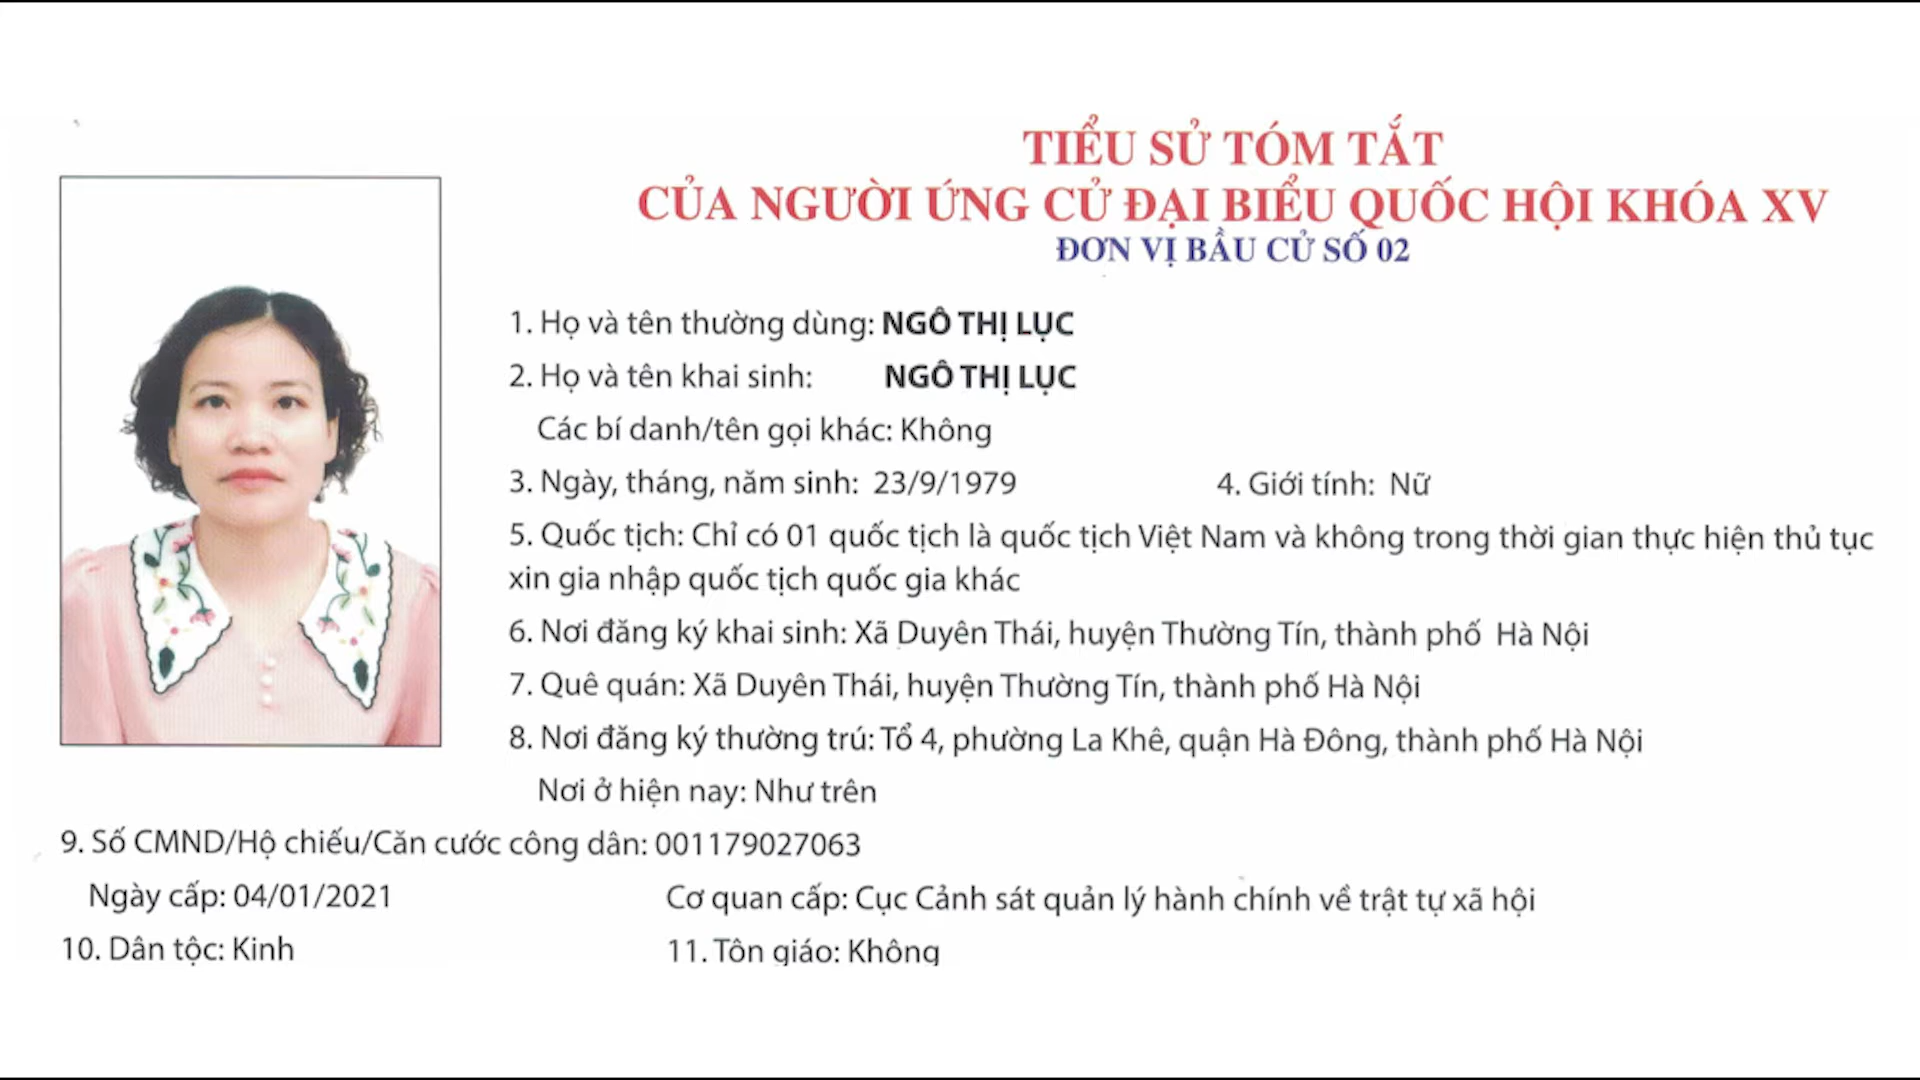 TIỂU SỬ TÓM TẮT
CỦA NGƯỜI ỨNG CỬ ĐẠI BIỂU QUỐC HỘI KHÓA XV
ĐƠN VỊ BẦU CỬ SỐ 02
1. Họ và tên thường dùng: NGÔ THỊ LỤC
2. Họ và tên khai sinh: NGÔ THỊ LỤC
Các bí danh/tên gọi khác: Không
3. Ngày, tháng, năm sinh: 23/9/1979 4. Giới tính: Nữ
5. Quốc tịch: Chỉ có 01 quốc tịch là quốc tịch Việt Nam và không trong thời gian thực hiện thủ tục
xin gia nhập quốc tịch quốc gia khác
6. Nơi đăng ký khai sinh: Xã Duyên Thái, huyện Thường Tín, thành phố Hà Nội
7. Quê quán: Xã Duyên Thái, huyện Thường Tín, thành phố Hà Nội
8. Nơi đăng ký thường trú: Tổ 4, phường La Khê, quận Hà Đông, thành phố Hà Nội
Nơi ở hiện nay: Như trên
9. Số CMND/Hộ chiếu/Căn cước công dân: 001179027063
Ngày cấp: 04/01/2021 Cơ quan cấp: Cục Cảnh sát quản lý hành chính về trật tự xã hội
10. Dân tộc: Kinh 11. Tôn giáo: Không